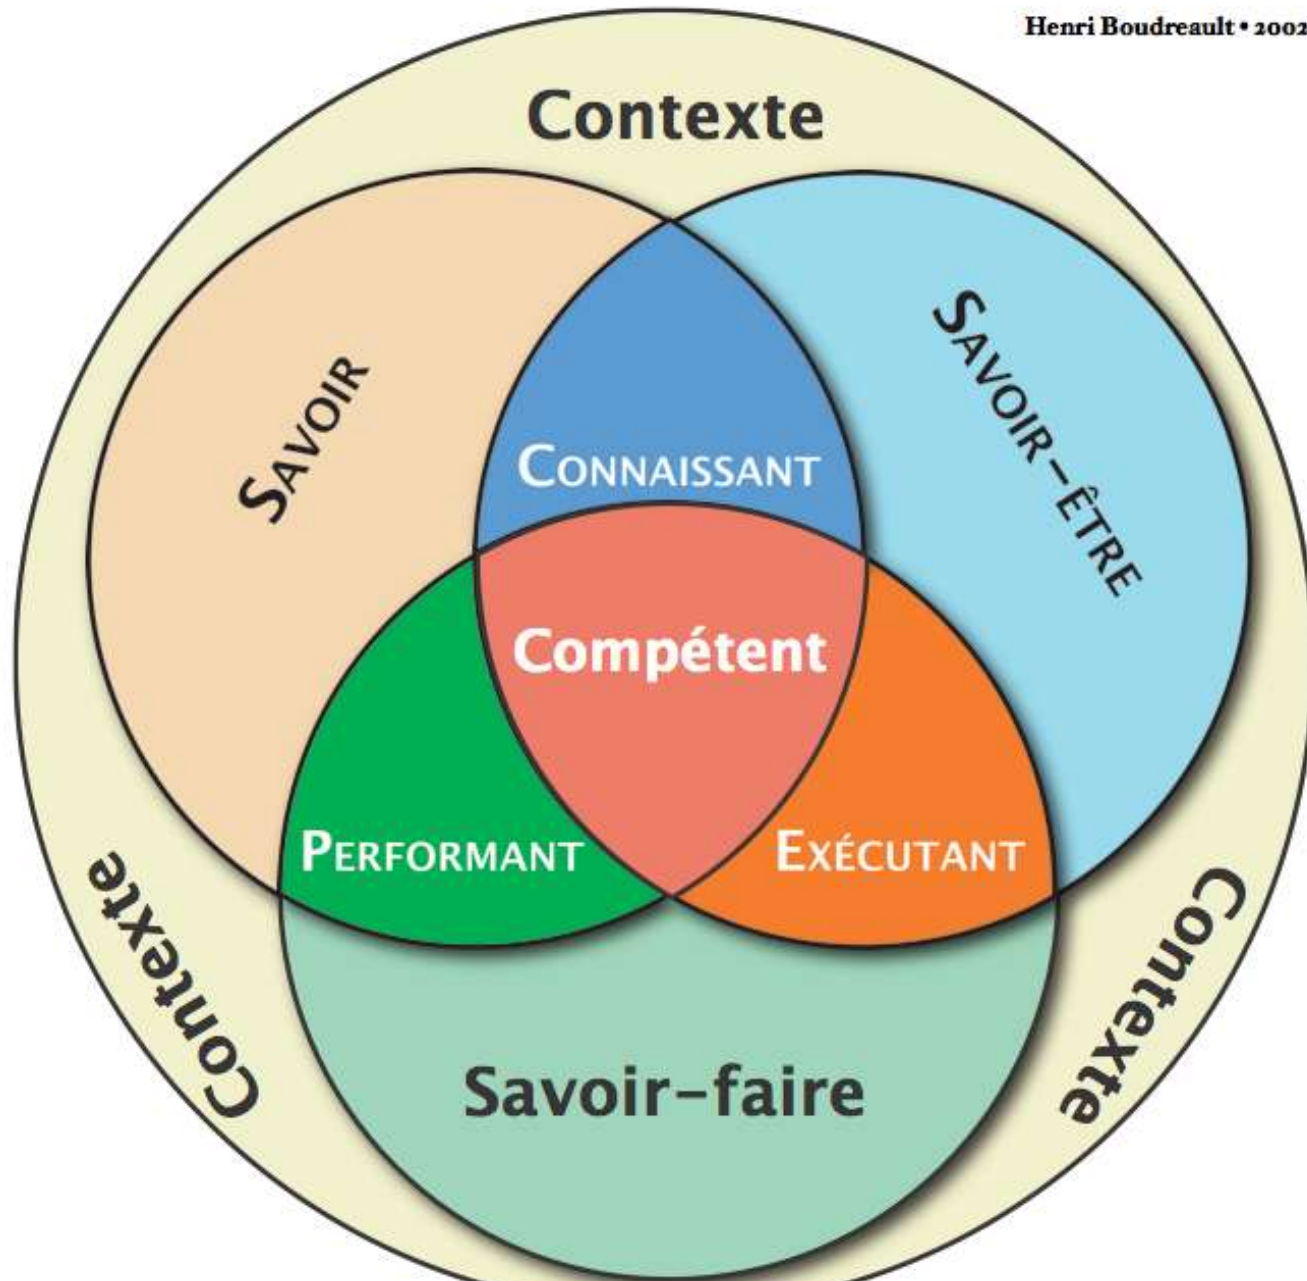 Henri Boudreault • 2002
Contexte
SAVOIR
SAVOIR-ÊTRE
CONNAISSANT
Compétent
PERFORMANT
EXÉCUTANT
Contexte
Contexte
Savoir-faire